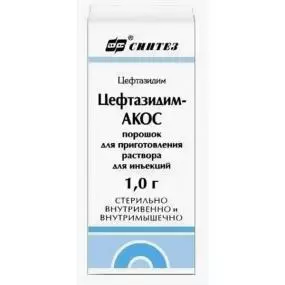 СИНТЕЗ
Цефтазидим
Цефтазидим-
АКОС
порошок
для приготовления
раствора
для инъекций
1,0 г
СТЕРИЛЬНО
ВНУТРИВЕННО и
ВНУТРИМЫШЕЧНО